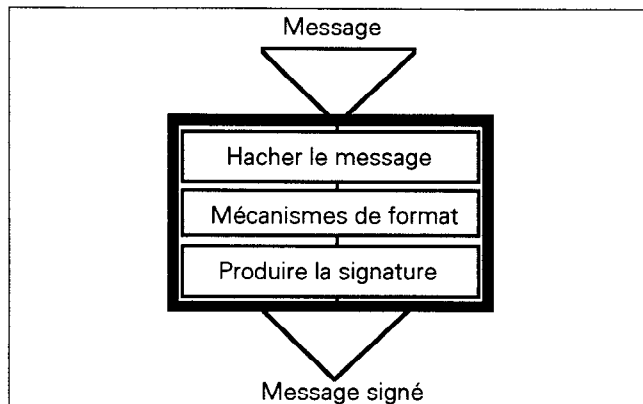 Message
Hacher le message
Mécanismes de format
Produire la signature
Message signé